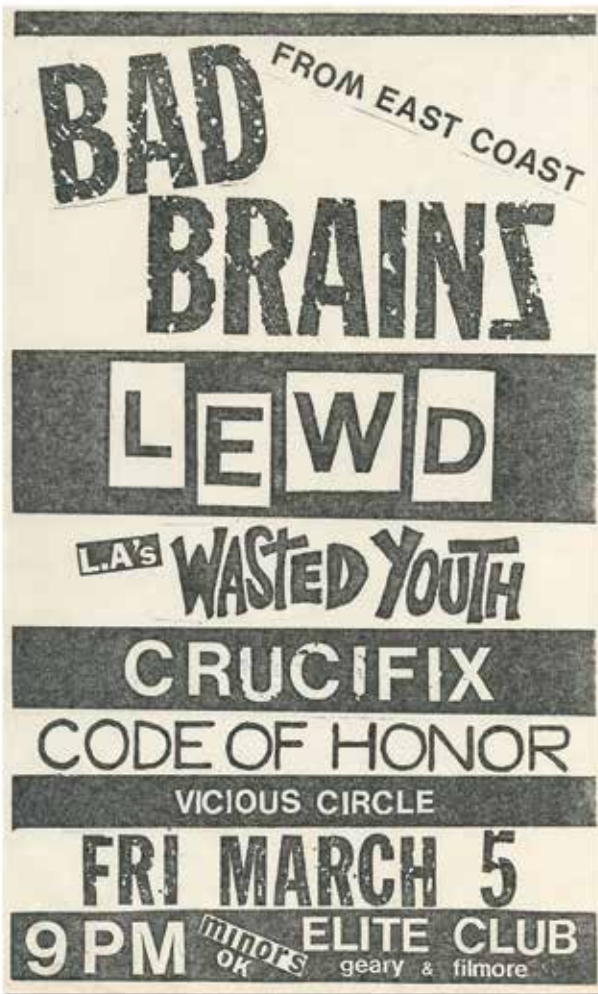 BAD
FROM EAST COAST
BRAINS
LEWD
L.A's WASTED YOUTH
CRUCIFIX
CODE OF HONOR
VICIOUS CIRCLE
FRI MARCH 5
9 PM minors OK ELITE CLUB
geary & filmore